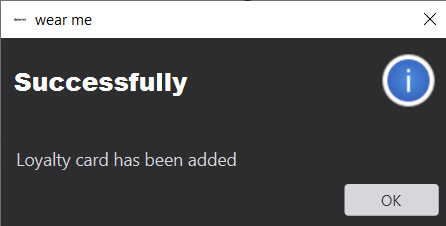 wear me
Successfully
i
Loyalty card has been added
OK